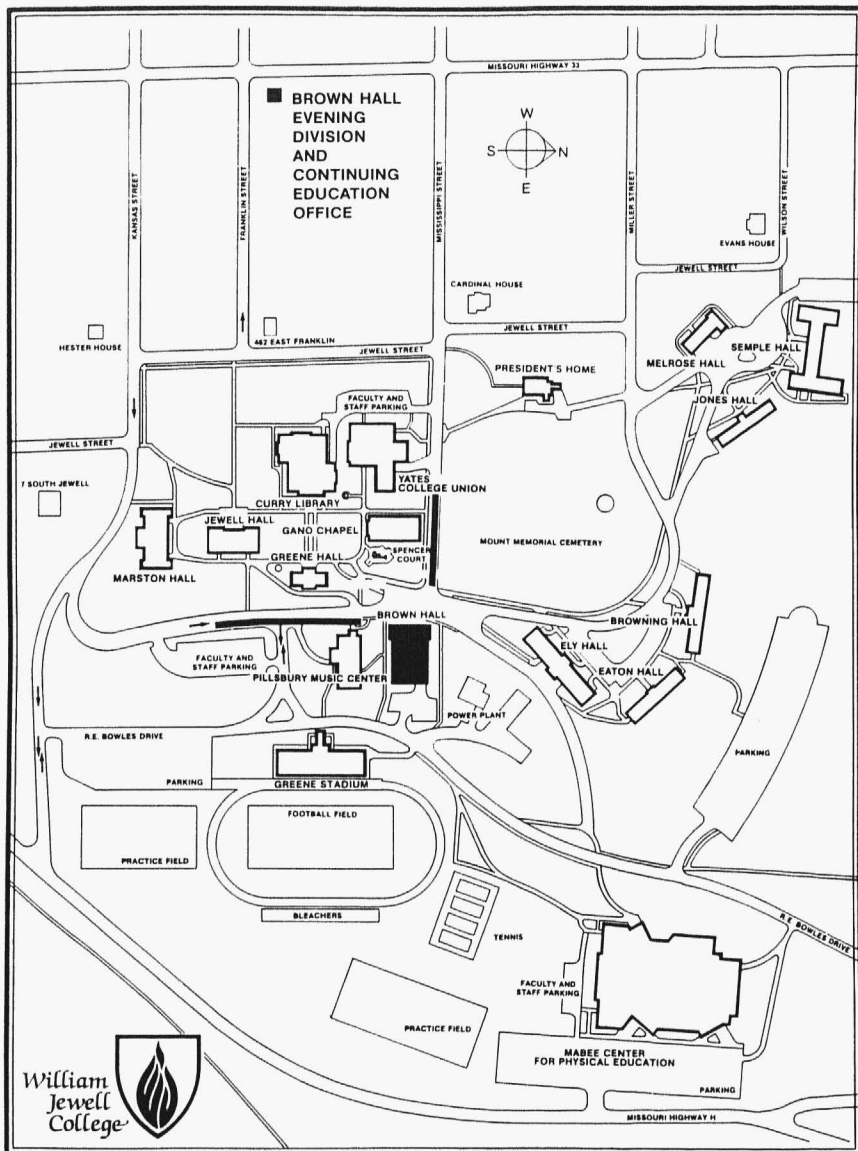 MISSOURI HIGHWAY 33
BROWN HALL
EVENING
DIVISION
AND
CONTINUING
EDUCATION
OFFICE
W
S
N
E
KANSAS STREET
FRANKLIN STREET
MISSISSIPPI STREET
MILLER STREET
WILSON STREET
EVANS HOUSE
JEWELL STREET
CARDINAL HOUSE
HESTER HOUSE
462 EAST FRANKLIN
JEWELL STREET
JEWELL STREET
SEMPLE HALL
MELROSE HALL
PRESIDENT'S HOME
JONES HALL
FACULTY AND
STAFF PARKING
JEWELL STREET
7 SOUTH JEWELL
YATES
COLLEGE UNION
CURRY LIBRARY
JEWELL HALL
GANO CHAPEL
GREENE HALL
SPENCER
COURT
MOUNT MEMORIAL CEMETERY
MARSTON HALL
BROWN HALL
BROWNING HALL
ELY HALL
EATON HALL
FACULTY AND
STAFF PARKING
PILLSBURY MUSIC CENTER
POWER PLANT
R.E. BOWLES DRIVE
PARKING
PARKING
GREENE STADIUM
FOOTBALL FIELD
PRACTICE FIELD
BLEACHERS
TENNIS
R.E. BOWLES DRIVE
FACULTY AND
STAFF PARKING
PRACTICE FIELD
MABEE CENTER
FOR PHYSICAL EDUCATION
PARKING
MISSOURI HIGHWAY H
William
Jewell
College